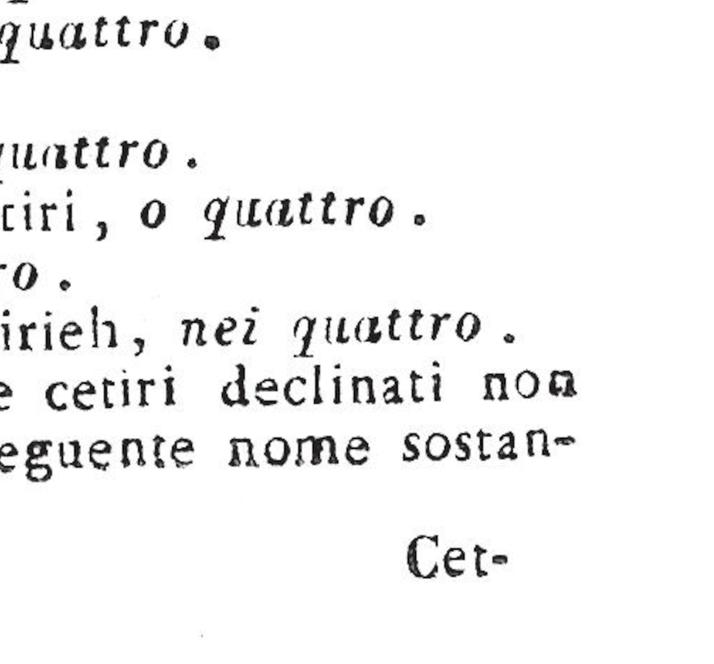 quattro.
quattro.
tiri, o quattro.
ro.
irieh, nei quattro.
e cetiri declinati non
eguente nome sostan-
Cet-